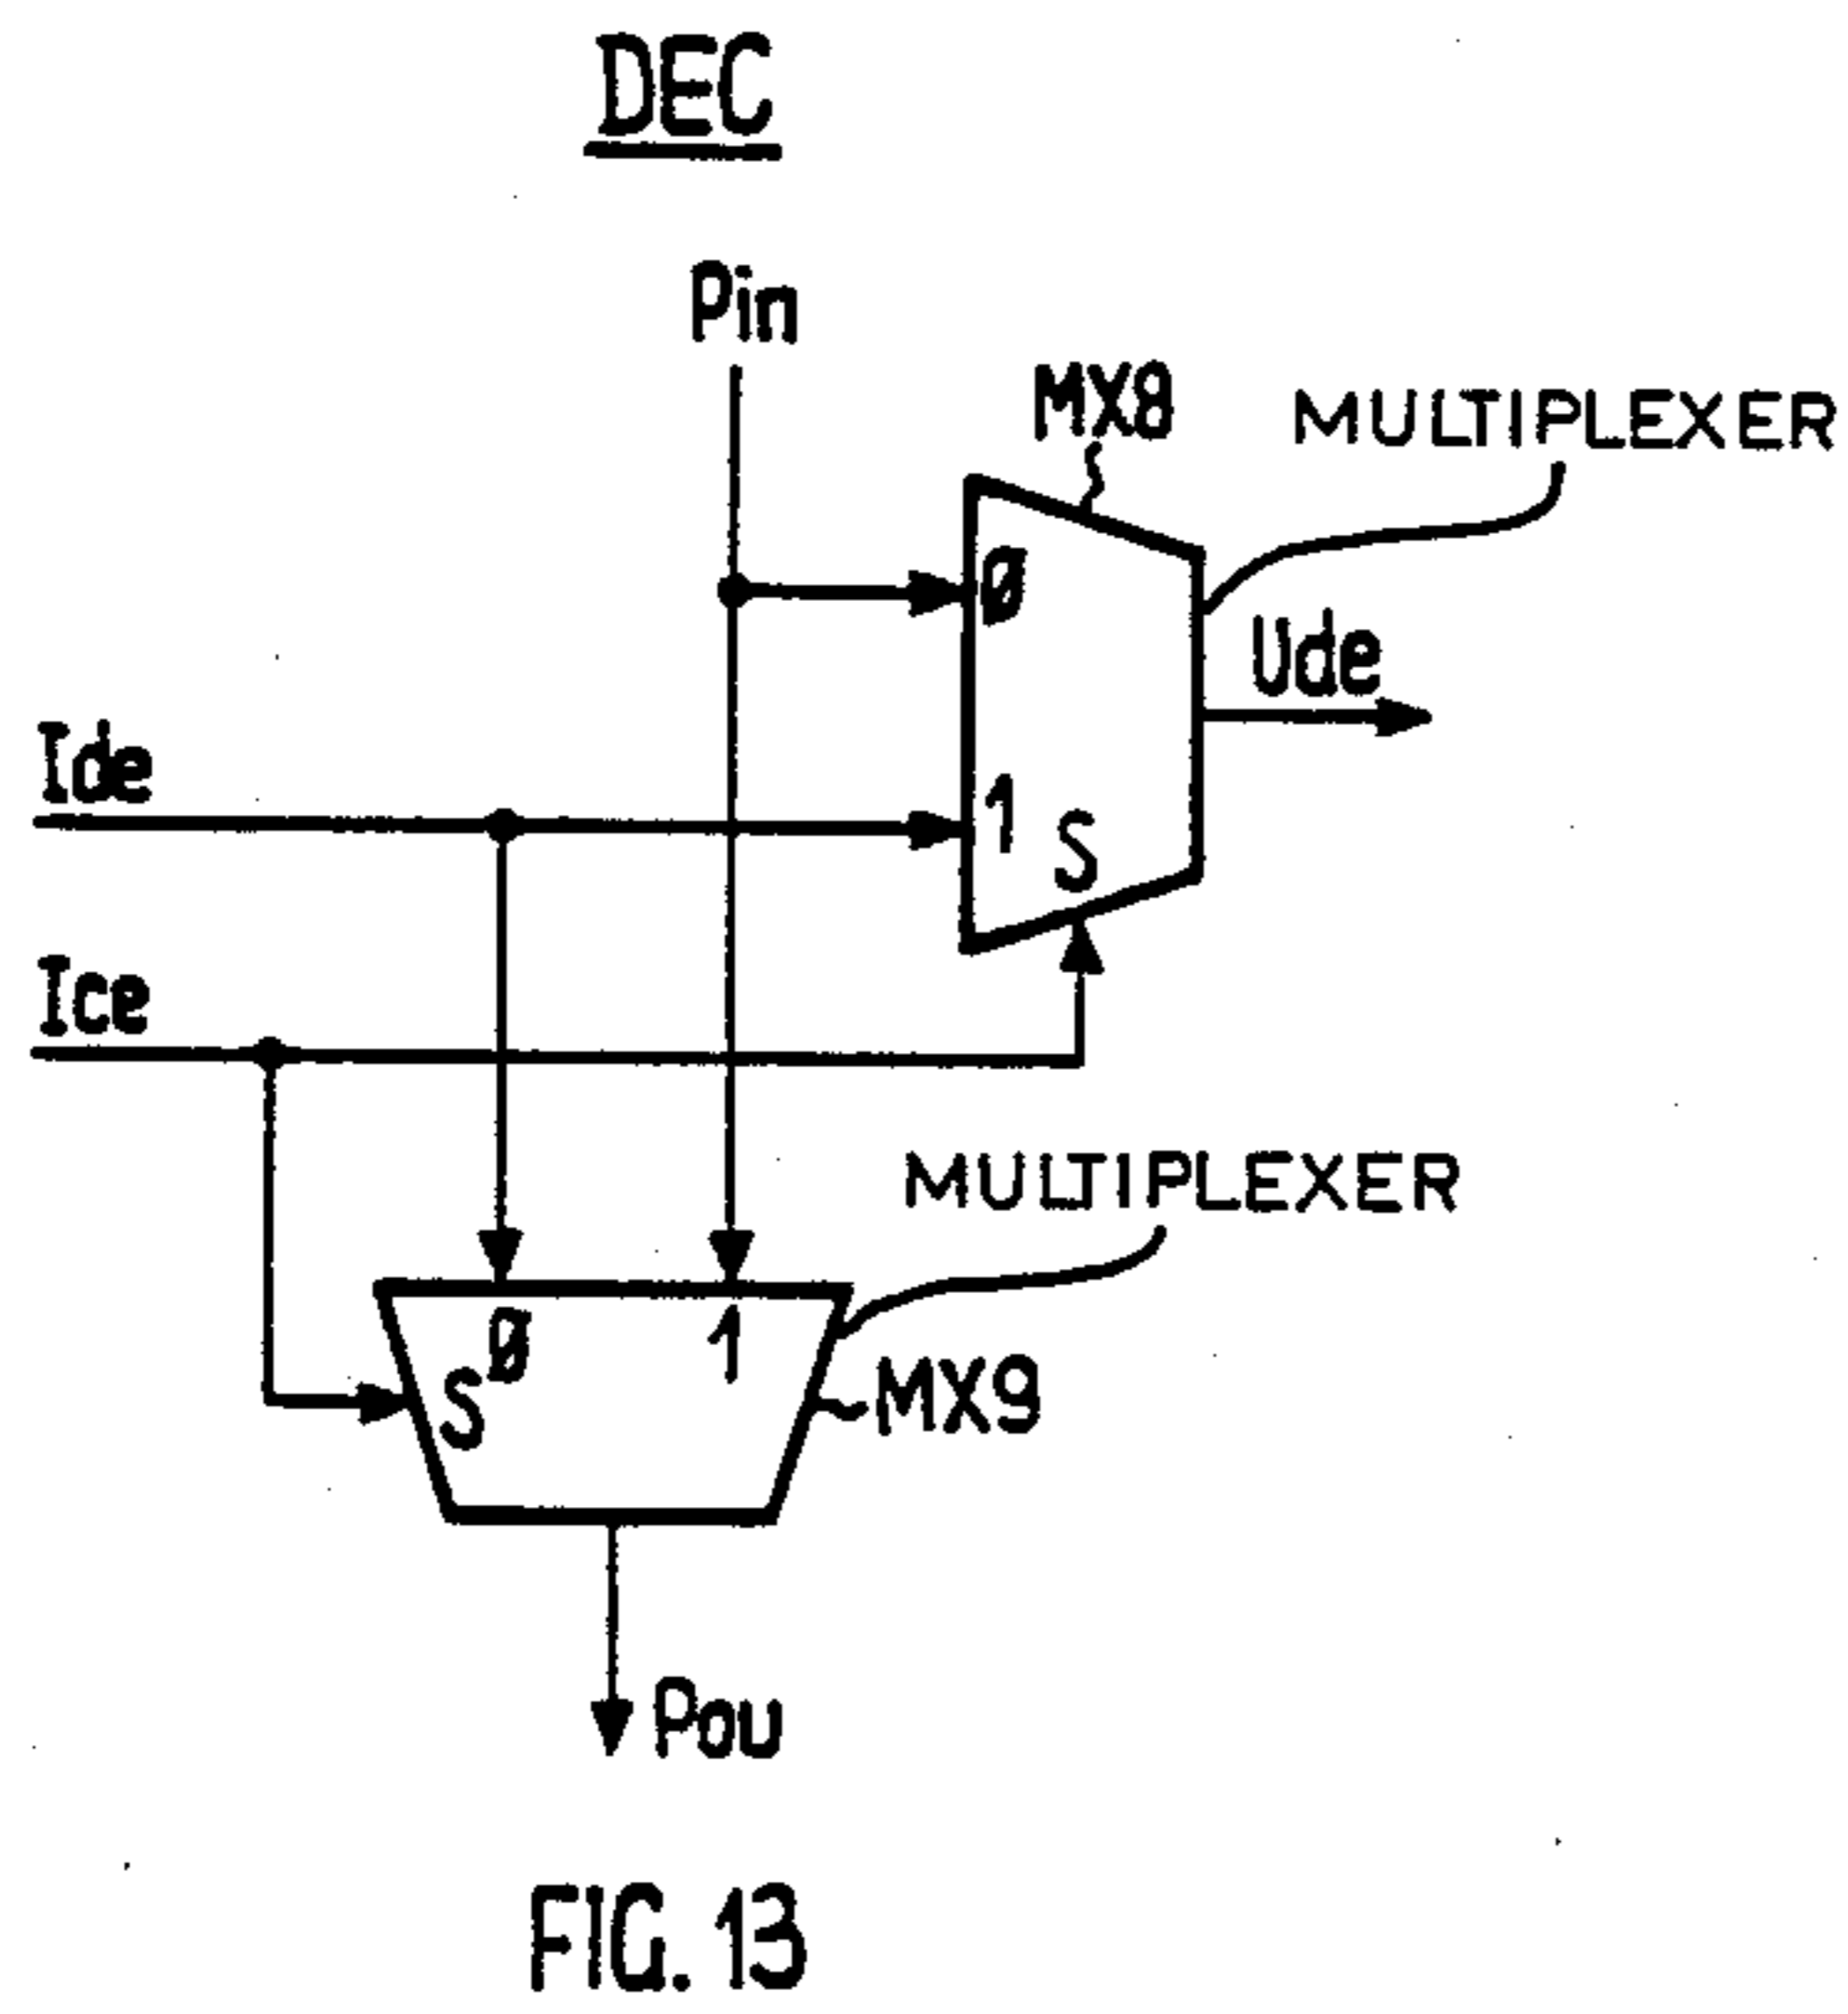 DEC
Pin
MX8
MULTIPLEXER
Ø
Ude
Ide
1
S
Ice
MULTIPLEXER
Ø
1
S
MX9
Pou
FIG. 13